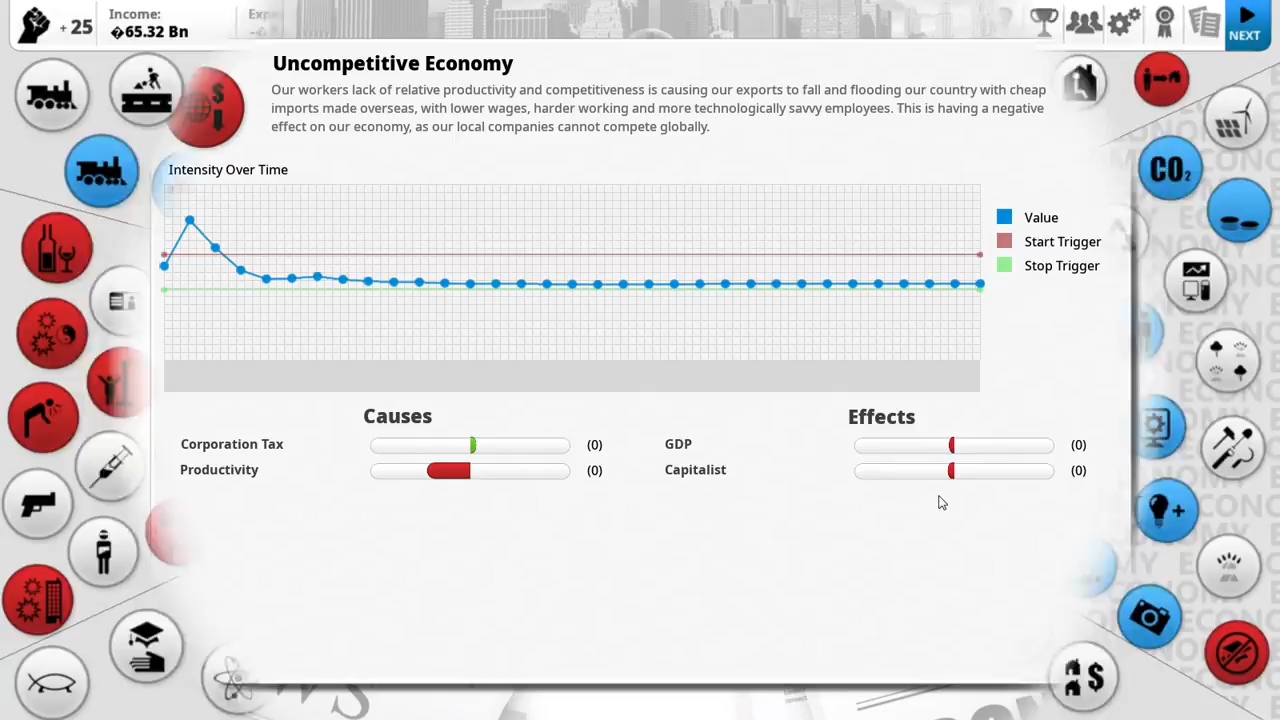 + 25
Income:
�65.32 Bn
NEXT
Uncompetitive Economy
Our workers lack of relative productivity and competitiveness is causing our exports to fall and flooding our country with cheap
imports made overseas, with lower wages, harder working and more technologically savvy employees. This is having a negative
effect on our economy, as our local companies cannot compete globally.
Intensity Over Time
Value
Start Trigger
Stop Trigger
CO₂
Causes
Effects
Corporation Tax
(0)
GDP
(0)
Productivity
(0)
Capitalist
(0)